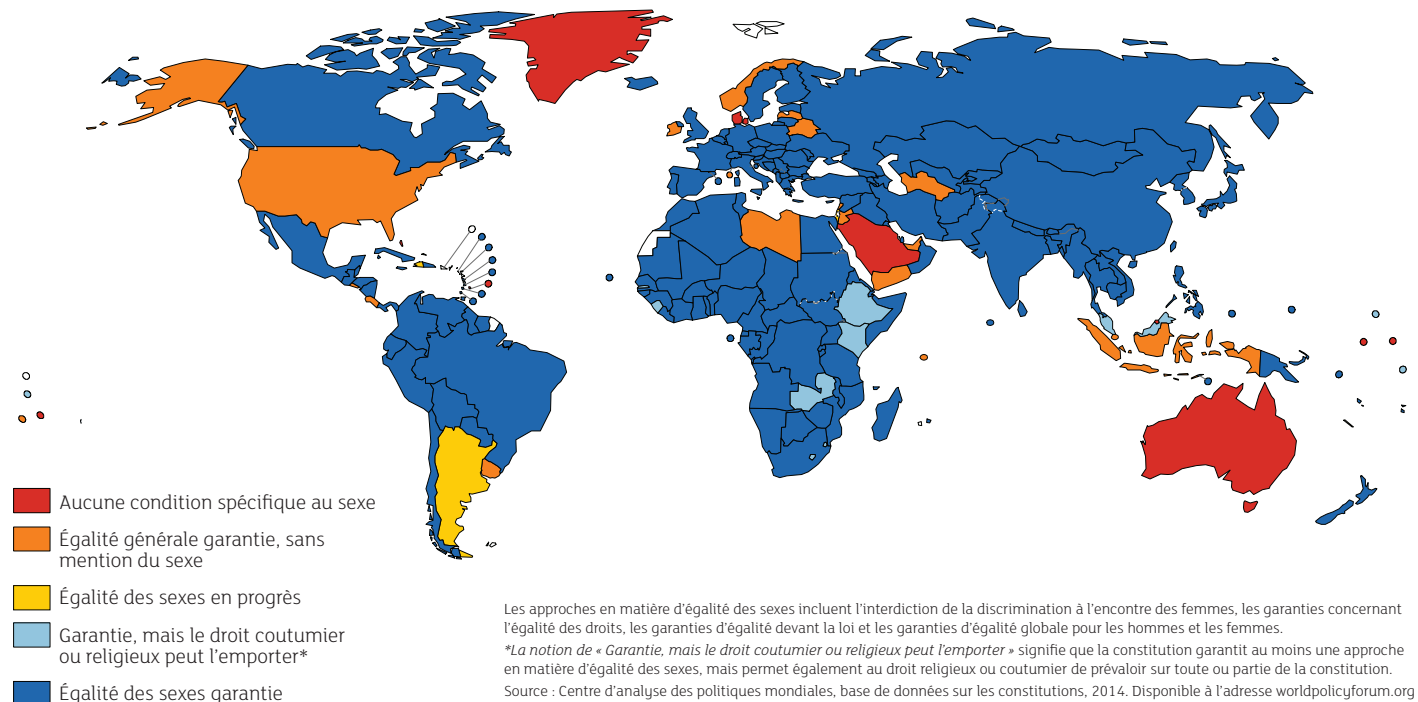 Aucune condition spécifique au sexe
Égalité générale garantie, sans
mention du sexe
Égalité des sexes en progrès
Garantie, mais le droit coutumier
ou religieux peut l'emporter*
Égalité des sexes garantie
Les approches en matière d'égalité des sexes incluent l'interdiction de la discrimination à l'encontre des femmes, les garanties concernant
l'égalité des droits, les garanties d'égalité devant la loi et les garanties d'égalité globale pour les hommes et les femmes.
*La notion de « Garantie, mais le droit coutumier ou religieux peut l'emporter » signifie que la constitution garantit au moins une approche
en matière d'égalité des sexes, mais permet également au droit religieux ou coutumier de prévaloir sur toute ou partie de la constitution.
Source : Centre d'analyse des politiques mondiales, base de données sur les constitutions, 2014. Disponible à l'adresse worldpolicyforum.org